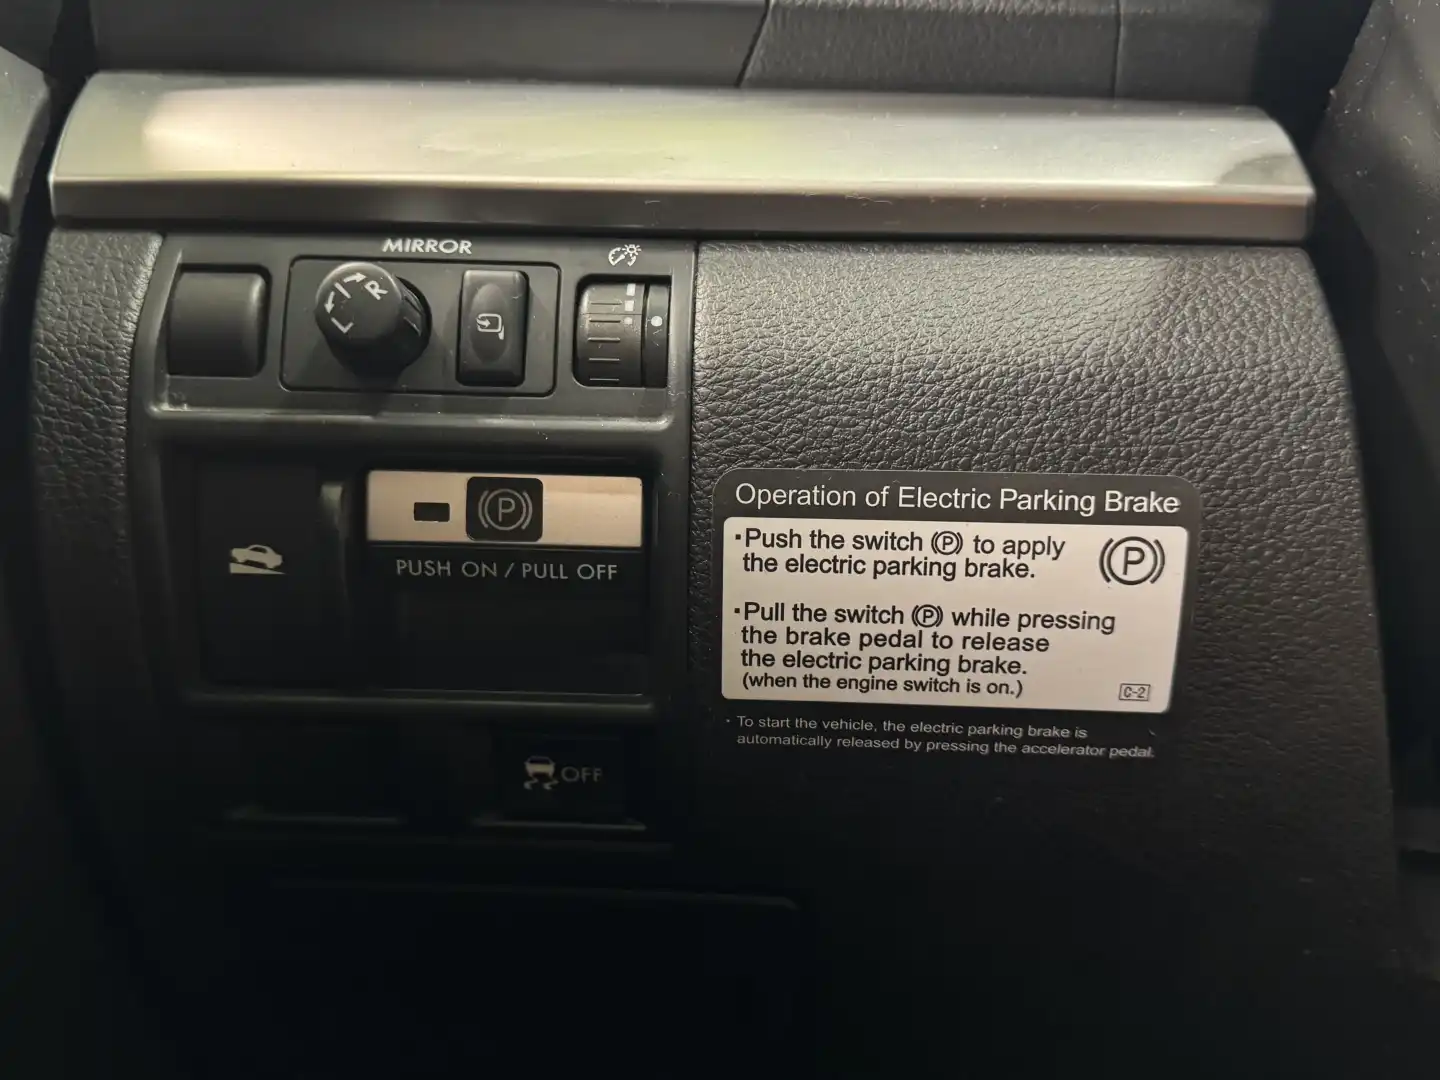 MIRROR
L R
P
PUSH ON / PULL OFF
OFF
Operation of Electric Parking Brake
·Push the switch (P) to apply
the electric parking brake.
(P)
·Pull the switch (P) while pressing
the brake pedal to release
the electric parking brake.
(when the engine switch is on.)
C-2
· To start the vehicle, the electric parking brake is
automatically released by pressing the accelerator pedal.